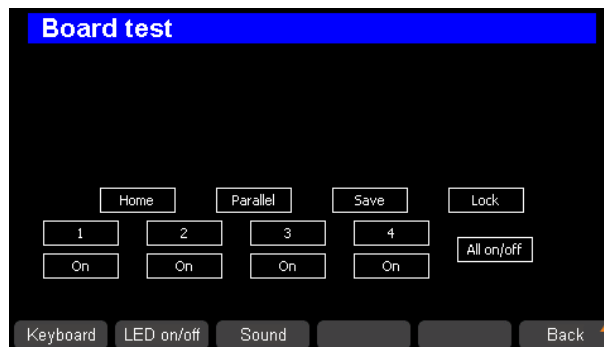 Board test
Home Parallel Save Lock
1 2 3 4
All on/off
On On On On
Keyboard LED on/off Sound Back